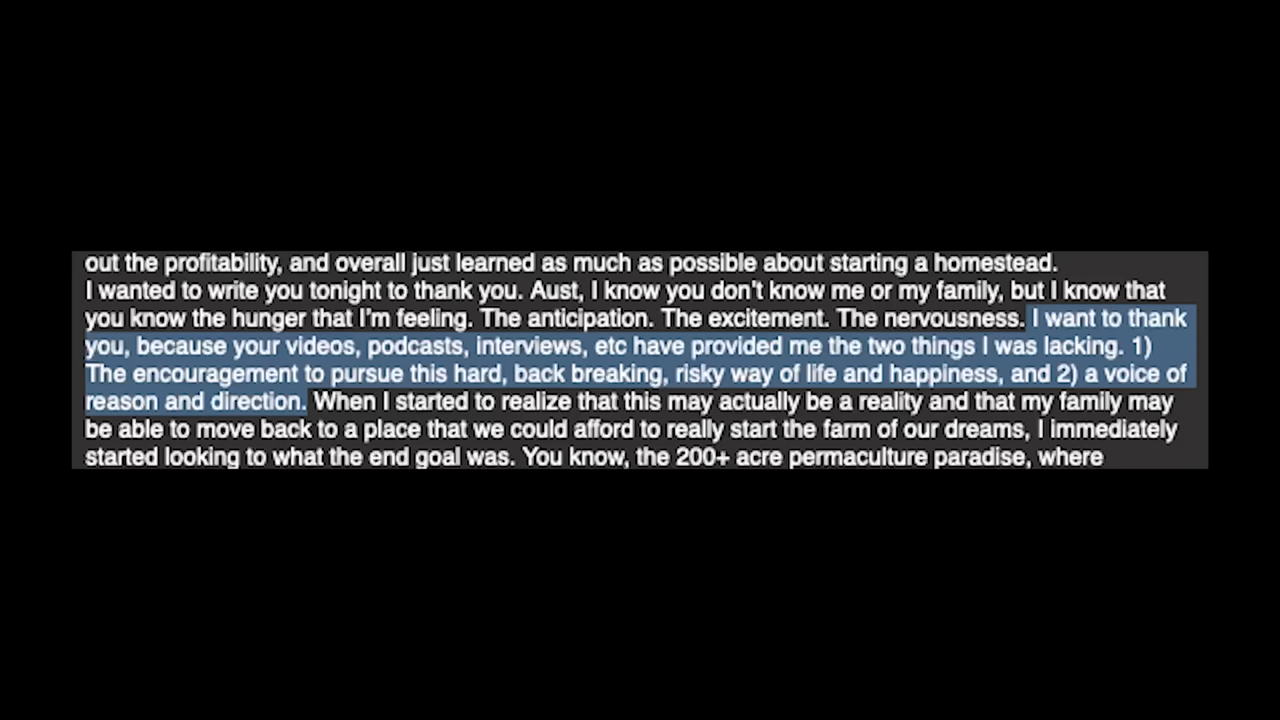 out the profitability, and overall just learned as much as possible about starting a homestead.
I wanted to write you tonight to thank you. Aust, I know you don't know me or my family, but I know that
you know the hunger that I'm feeling. The anticipation. The excitement. The nervousness. I want to thank
you, because your videos, podcasts, interviews, etc have provided me the two things I was lacking. 1)
The encouragement to pursue this hard, back breaking, risky way of life and happiness, and 2) a voice of
reason and direction. When I started to realize that this may actually be a reality and that my family may
be able to move back to a place that we could afford to really start the farm of our dreams, I immediately
started looking to what the end goal was. You know, the 200+ acre permaculture paradise, where